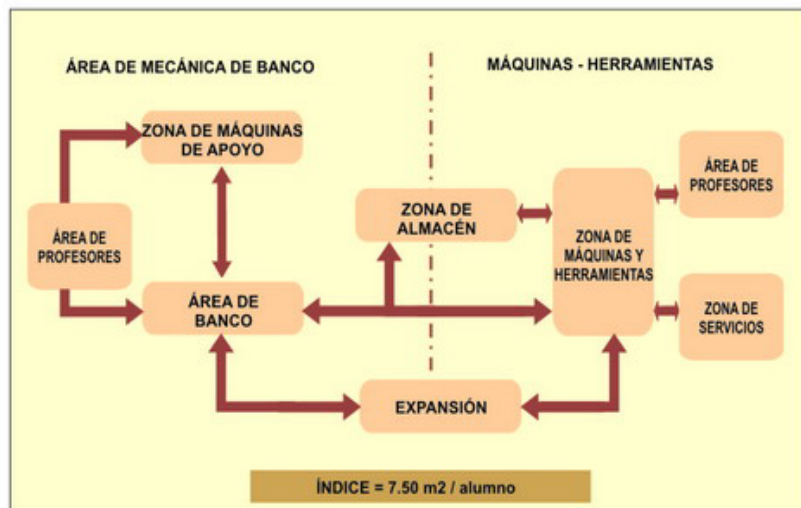 ÁREA DE MECÁNICA DE BANCO
MÁQUINAS - HERRAMIENTAS
ZONA DE MÁQUINAS
DE APOYO
ÁREA DE
PROFESORES
ÁREA DE
BANCO
ZONA DE
ALMACÉN
ZONA DE
MÁQUINAS Y
HERRAMIENTAS
ÁREA DE
PROFESORES
ZONA DE
SERVICIOS
EXPANSIÓN
ÍNDICE = 7.50 m2 / alumno